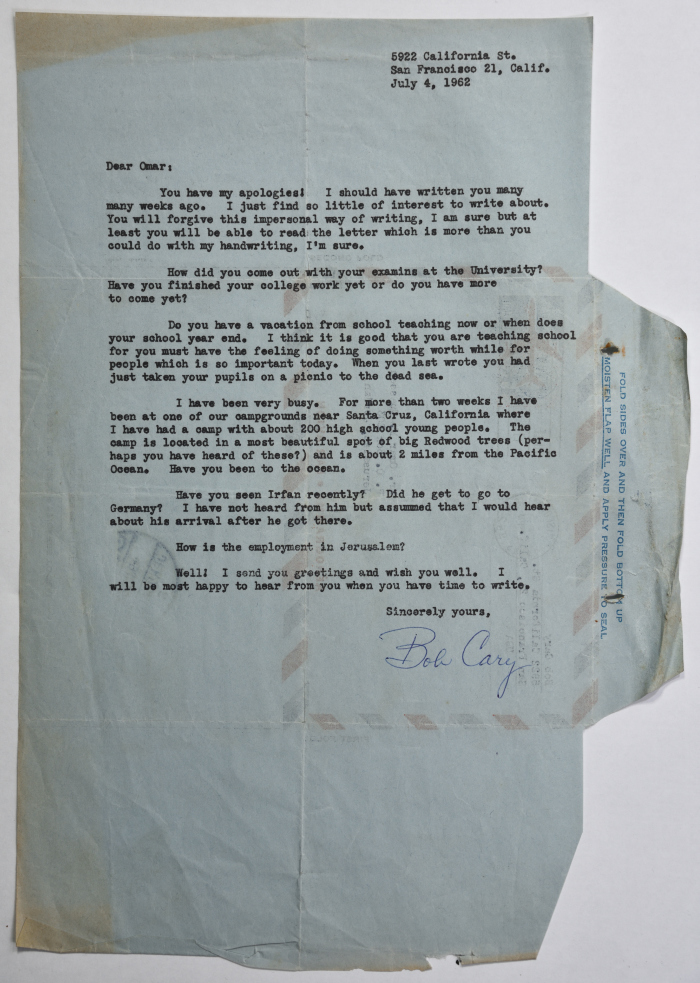 5922 California St.
San Francisco 21, Calif.
July 4, 1962
Dear Omar:
You have my apologies! I should have written you many
many weeks ago. I just find so little of interest to write about.
You will forgive this impersonal way of writing, I am sure but at
least you will be able to read the letter which is more than you
could do with my handwriting, I'm sure.
How did you come out with your examins at the University?
Have you finished your college work yet or do you have more
to come yet?
Do you have a vacation from school teaching now or when does
your school year end. I think it is good that you are teaching school
for you must have the feeling of doing something worth while for
people which is so important today. When you last wrote you had
just taken your pupils on a picnic to the dead sea.
I have been very busy. For more than two weeks I have
been at one of our campgrounds near Santa Cruz, California where
I have had a camp with about 200 high school young people. The
camp is located in a most beautiful spot of big Redwood trees (per-
haps you have heard of these?) and is about 2 miles from the Pacific
Ocean. Have you been to the ocean.
Have you seen Irfan recently? Did he get to go to
Germany? I have not heard from him but assumted that I would hear
about his arrival after he got there.
How is the employment in Jerusalem?
Well! I send you greetings and wish you well. I
will be most happy to hear from you when you have time to write.
Sincerely yours,
Bob Cary
FOLD SIDES OVER AND THEN FOLD BOTTOM UP
MOISTEN FLAP WELL AND APPLY PRESSURE TO SEAL